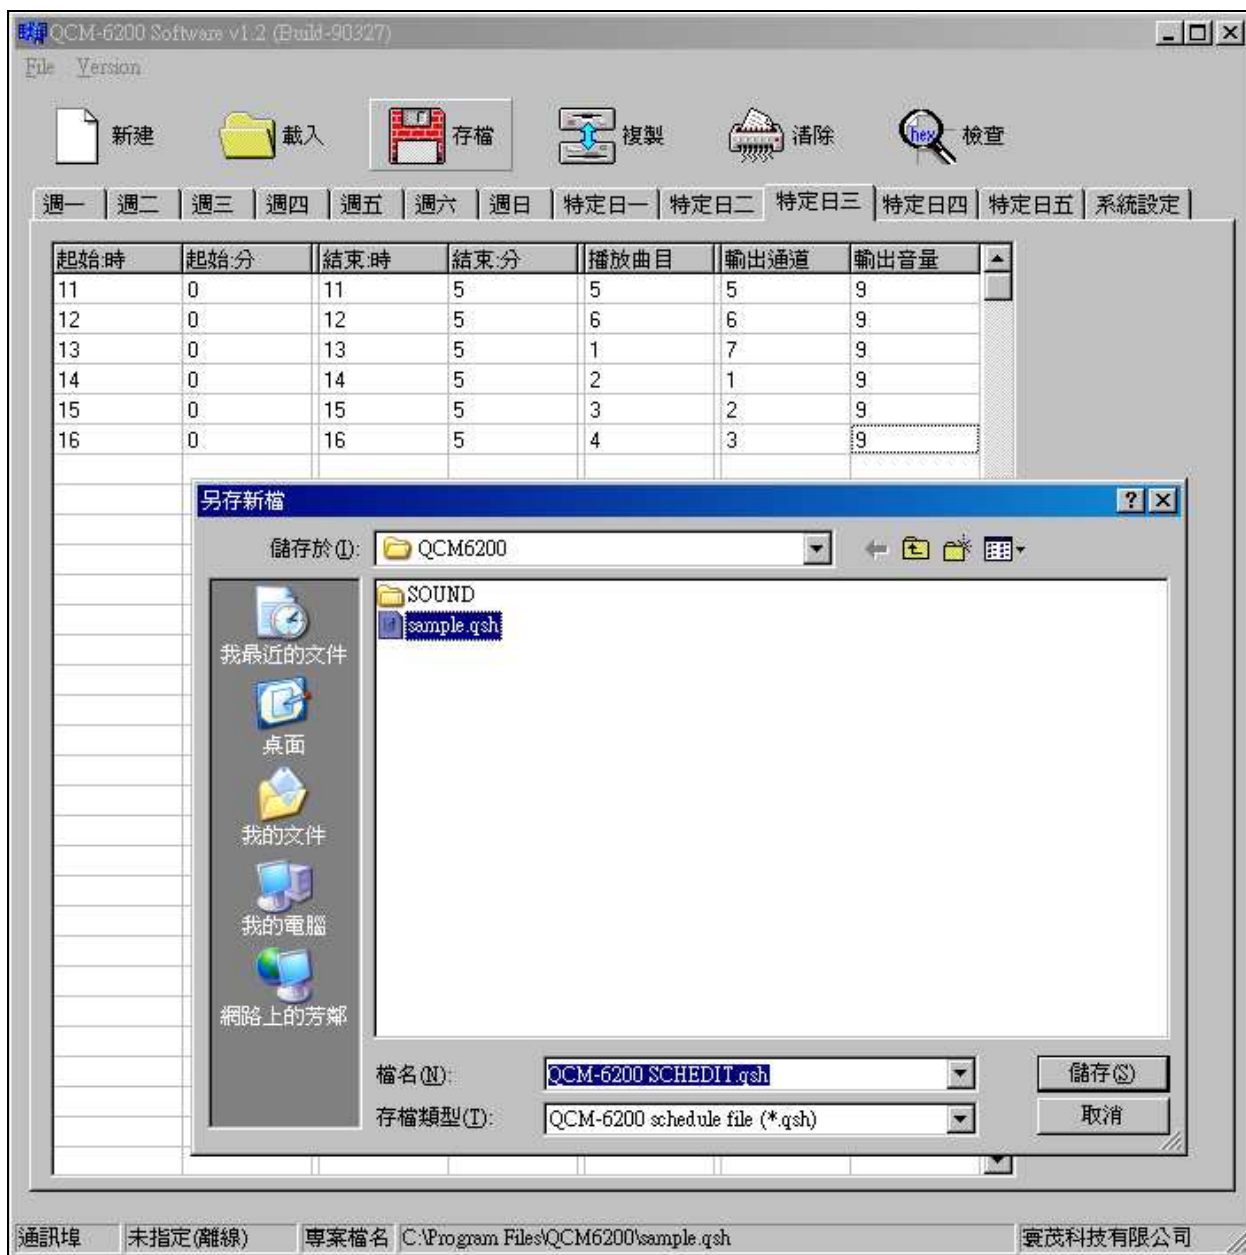 QCM-6200 Software v1.2 (Build-90327)
File Version
新建 載入 存檔 複製 清除 hex 檢查
週一 週二 週三 週四 週五 週六 週日 特定日一 特定日二 特定日三 特定日四 特定日五 系統設定
起始:時 起始:分 結束:時 結束:分 播放曲目 輸出通道 輸出音量
11 0 11 5 5 5 9
12 0 12 5 6 6 9
13 0 13 5 1 7 9
14 0 14 5 2 1 9
15 0 15 5 3 2 9
16 0 16 5 4 3 9
另存新檔
儲存於(I): QCM6200
SOUND
sample.qsh
我最近的文件
桌面
我的文件
我的電腦
網路上的芳鄰
檔名(N): QCM-6200 SCHEDIT.qsh 儲存(S)
存檔類型(T): QCM-6200 schedule file (*.qsh) 取消
通訊埠 未指定(離線) 專案檔名 C:\Program Files\QCM6200\sample.qsh 寰茂科技有限公司